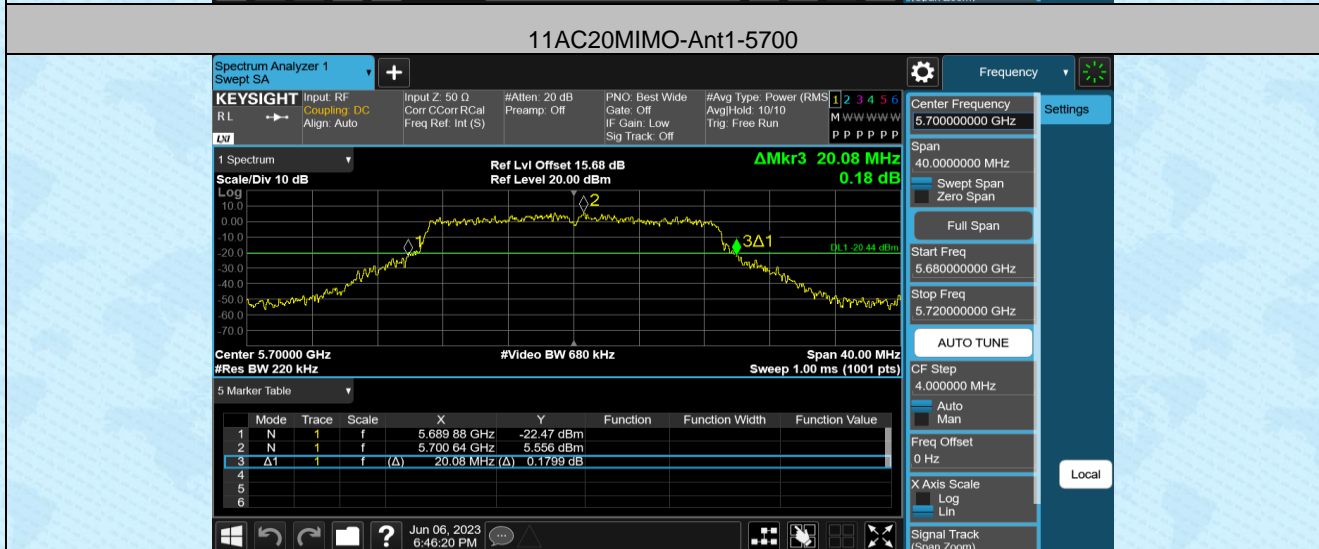 (Span Zoom)
11AC20MIMO-Ant1-5700
Spectrum Analyzer 1
Swept SA
+
Frequency
KEYSIGHT
RL
LXI
Input: RF
Coupling: DC
Align: Auto
Input Z: 50 Ω
Corr CCorr RCal
Freq Ref: Int (S)
#Atten: 20 dB
Preamp: Off
PNO: Best Wide
Gate: Off
IF Gain: Low
Sig Track: Off
#Avg Type: Power (RMS
Avg|Hold: 10/10
Trig: Free Run
1 2 3 4 5 6
M W W W W W
P P P P P P
Center Frequency
5.700000000 GHz
Settings
Span
40.0000000 MHz
Swept Span
Zero Span
Full Span
Start Freq
5.680000000 GHz
Stop Freq
5.720000000 GHz
AUTO TUNE
CF Step
4.000000 MHz
Auto
Man
Freq Offset
0 Hz
X Axis Scale
Log
Lin
Local
Signal Track
(Span Zoom)
1 Spectrum
Scale/Div 10 dB
Ref Lvl Offset 15.68 dB
Ref Level 20.00 dBm
ΔMkr3 20.08 MHz
0.18 dB
Log
10.0
0.00
-10.0
-20.0
-30.0
-40.0
-50.0
-60.0
-70.0
1
2
3Δ1
DL1 -20.44 dBm
Center 5.70000 GHz
#Res BW 220 kHz
#Video BW 680 kHz
Span 40.00 MHz
Sweep 1.00 ms (1001 pts)
5 Marker Table
Mode Trace Scale X Y Function Function Width Function Value
1 N 1 f 5.689 88 GHz -22.47 dBm
2 N 1 f 5.700 64 GHz 5.556 dBm
3 Δ1 1 f (Δ) 20.08 MHz (Δ) 0.1799 dB
4
5
6
?
Jun 06, 2023
6:46:20 PM